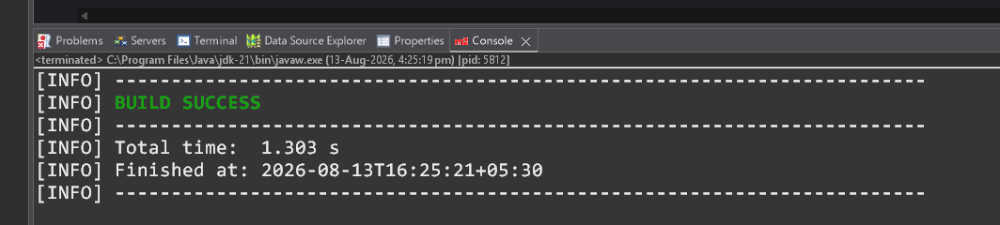 Problems Servers Terminal Data Source Explorer Properties Console
<terminated> C:\Program Files\Java\jdk-21\bin\javaw.exe (13-Aug-2026, 4:25:19 pm) [pid: 5812]
[INFO] ------------------------------------------------------------------------
[INFO] BUILD SUCCESS
[INFO] ------------------------------------------------------------------------
[INFO] Total time:  1.303 s
[INFO] Finished at: 2026-08-13T16:25:21+05:30
[INFO] ------------------------------------------------------------------------